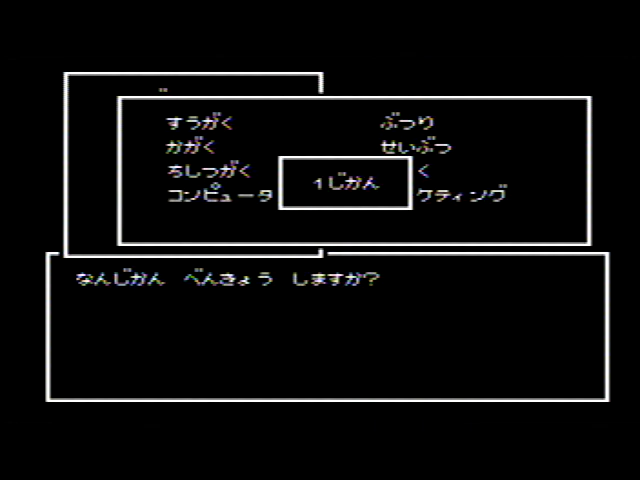 すうがく ぶつり
かがく せいぶつ
ちしつがく く
コンピュータ ケティング
1じかん
なんじかん べんきょう しますか?